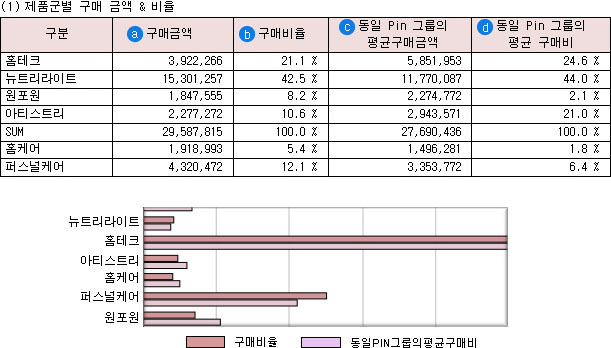 (1) 제품군별 구매 금액 & 비율
구분 a 구매금액 b 구매비율 c 동일 Pin 그룹의 평균구매금액 d 동일 Pin 그룹의 평균 구매비
홈테크 3,922,266 21.1 % 5,851,953 24.6 %
뉴트리라이트 15,301,257 42.5 % 11,770,087 44.0 %
원포원 1,847,555 8.2 % 2,274,772 2.1 %
아티스트리 2,277,272 10.6 % 2,943,571 21.0 %
SUM 29,587,815 100.0 % 27,690,436 100.0 %
홈케어 1,918,993 5.4 % 1,496,281 1.8 %
퍼스널케어 4,320,472 12.1 % 3,353,772 6.4 %
뉴트리라이트
홈테크
아티스트리
홈케어
퍼스널케어
원포원
구매비율 동일PIN그룹의평균구매비